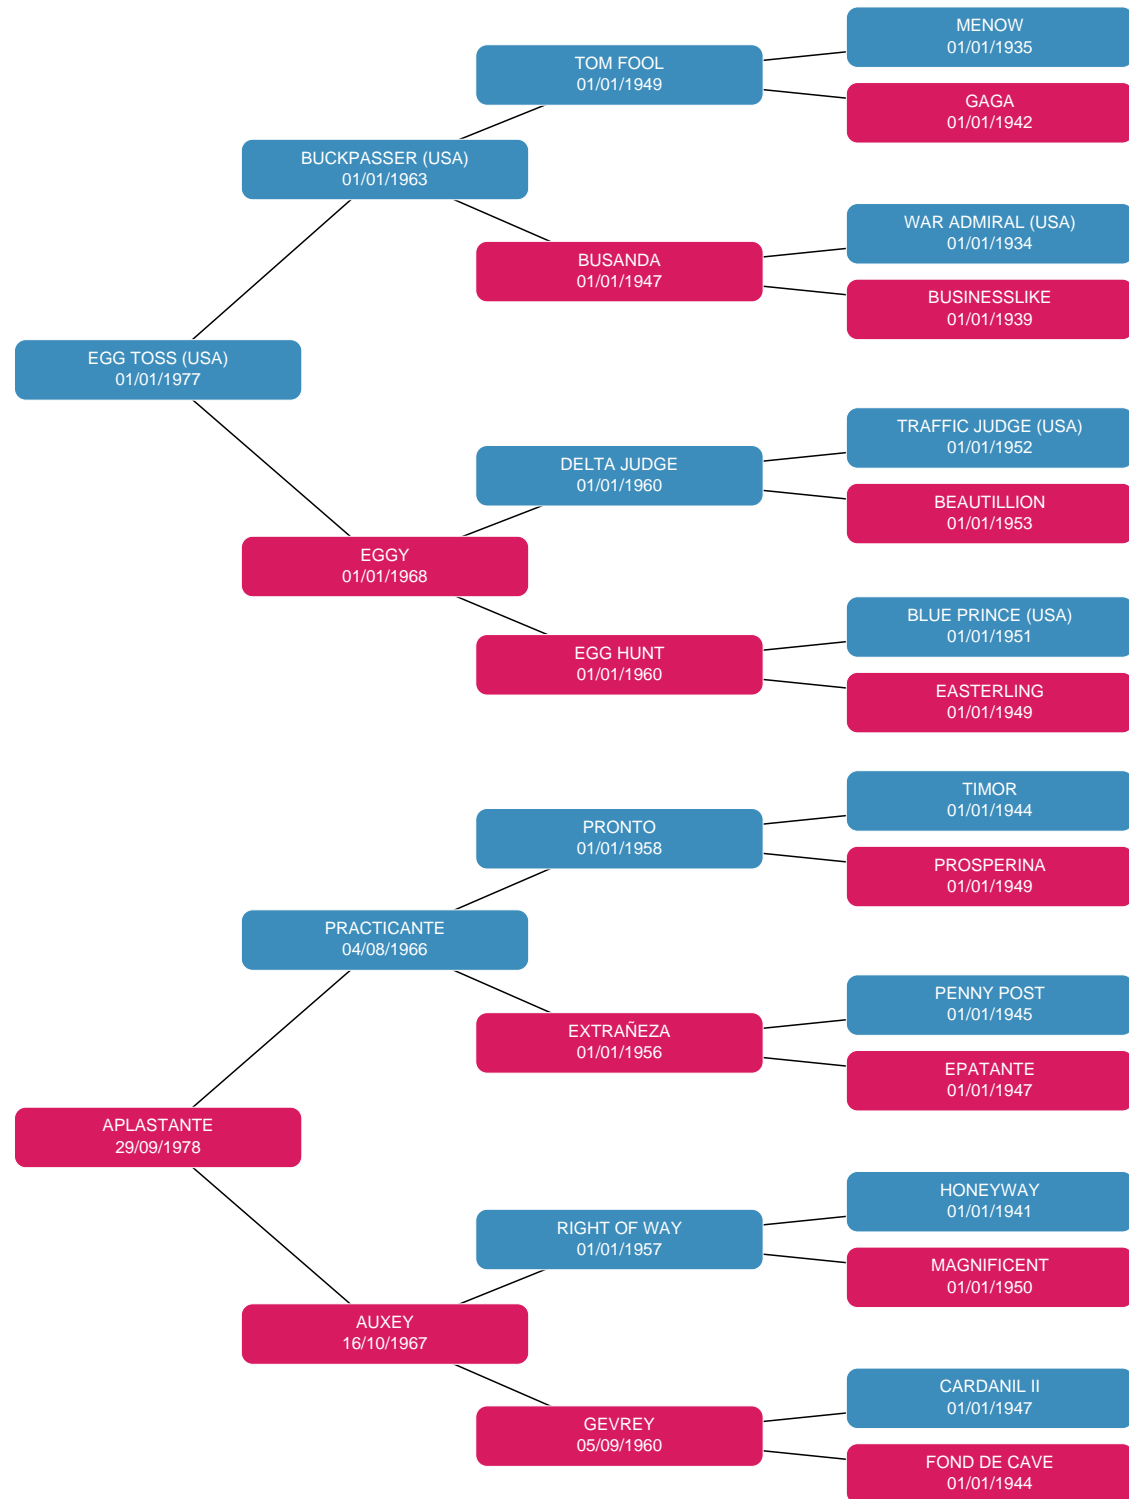 MENOW
01/01/1935
TOM FOOL
01/01/1949
GAGA
01/01/1942
BUCKPASSER (USA)
01/01/1963
WAR ADMIRAL (USA)
01/01/1934
BUSANDA
01/01/1947
BUSINESSLIKE
01/01/1939
EGG TOSS (USA)
01/01/1977
TRAFFIC JUDGE (USA)
01/01/1952
DELTA JUDGE
01/01/1960
BEAUTILLION
01/01/1953
EGGY
01/01/1968
BLUE PRINCE (USA)
01/01/1951
EGG HUNT
01/01/1960
EASTERLING
01/01/1949
TIMOR
01/01/1944
PRONTO
01/01/1958
PROSPERINA
01/01/1949
PRACTICANTE
04/08/1966
PENNY POST
01/01/1945
EXTRAÑEZA
01/01/1956
EPATANTE
01/01/1947
APLASTANTE
29/09/1978
HONEYWAY
01/01/1941
RIGHT OF WAY
01/01/1957
MAGNIFICENT
01/01/1950
AUXEY
16/10/1967
CARDANIL II
01/01/1947
GEVREY
05/09/1960
FOND DE CAVE
01/01/1944